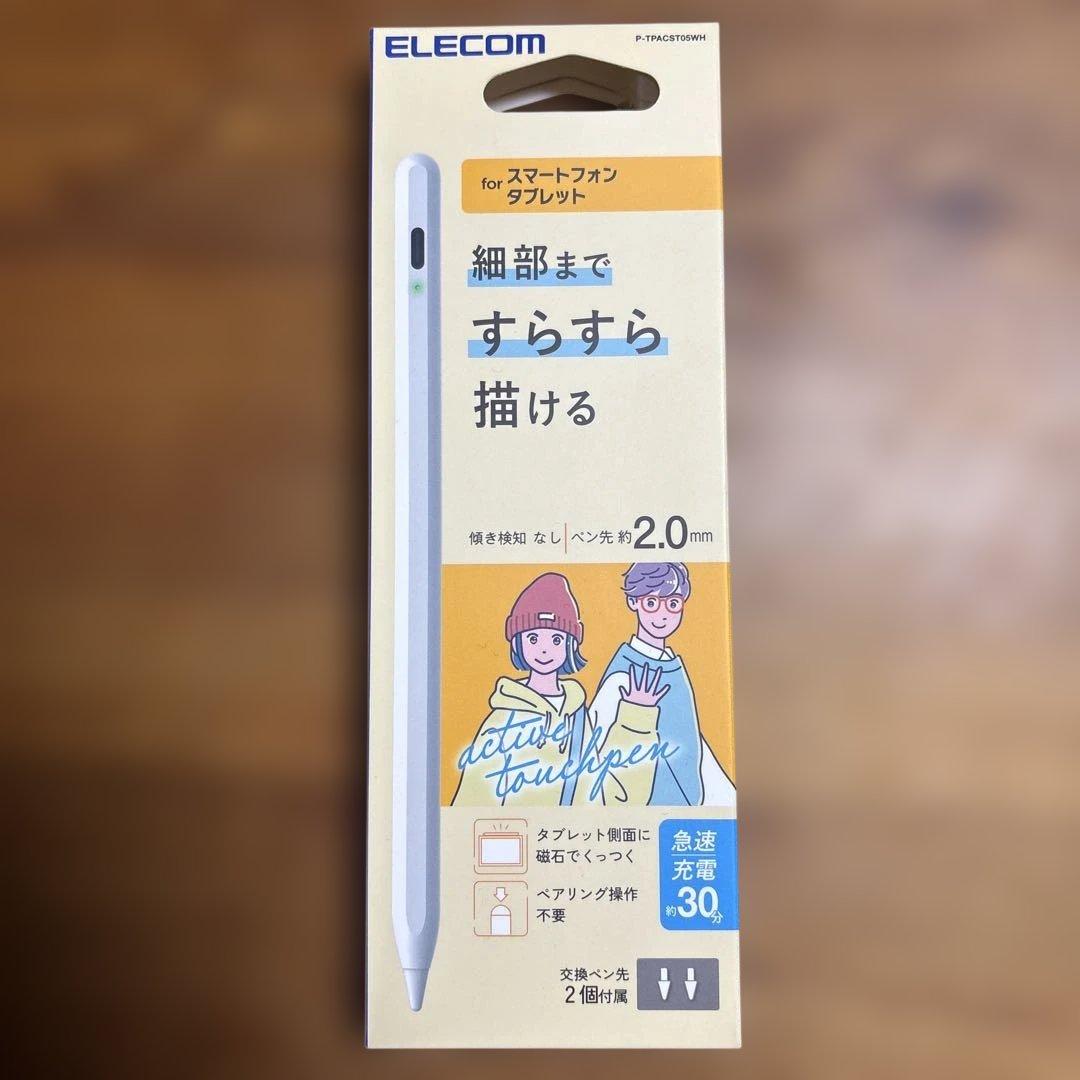 ELECOM
P-TPACST05WH
for スマートフォン
タブレット
細部まで
すらすら
描ける
傾き検知 なし ペン先 約2.0mm
active
touchpen
タブレット側面に
磁石でくっつく
ペアリング操作
不要
急速
充電
約30分
交換ペン先
2個付属